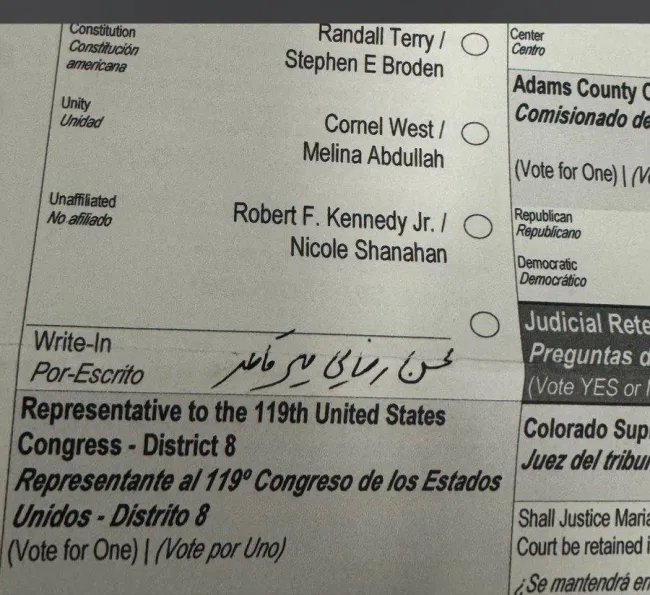 Constitution
Constitución
americana
Randall Terry /
Stephen E Broden
Unity
Unidad
Cornel West /
Melina Abdullah
Unaffiliated
No afiliado
Robert F. Kennedy Jr. /
Nicole Shanahan
Write-In
Por-Escrito
محسن رضایی میرقائد
Representative to the 119th United States
Congress - District 8
Representante al 119º Congreso de los Estados
Unidos - Distrito 8
(Vote for One) | (Vote por Uno)
Center
Centro
Adams County C
Comisionado de
(Vote for One) | (V
Republican
Republicano
Democratic
Democrático
Judicial Rete
Preguntas d
(Vote YES or
Colorado Sup
Juez del tribu
Shall Justice Maria
Court be retained i
¿Se mantendrá en